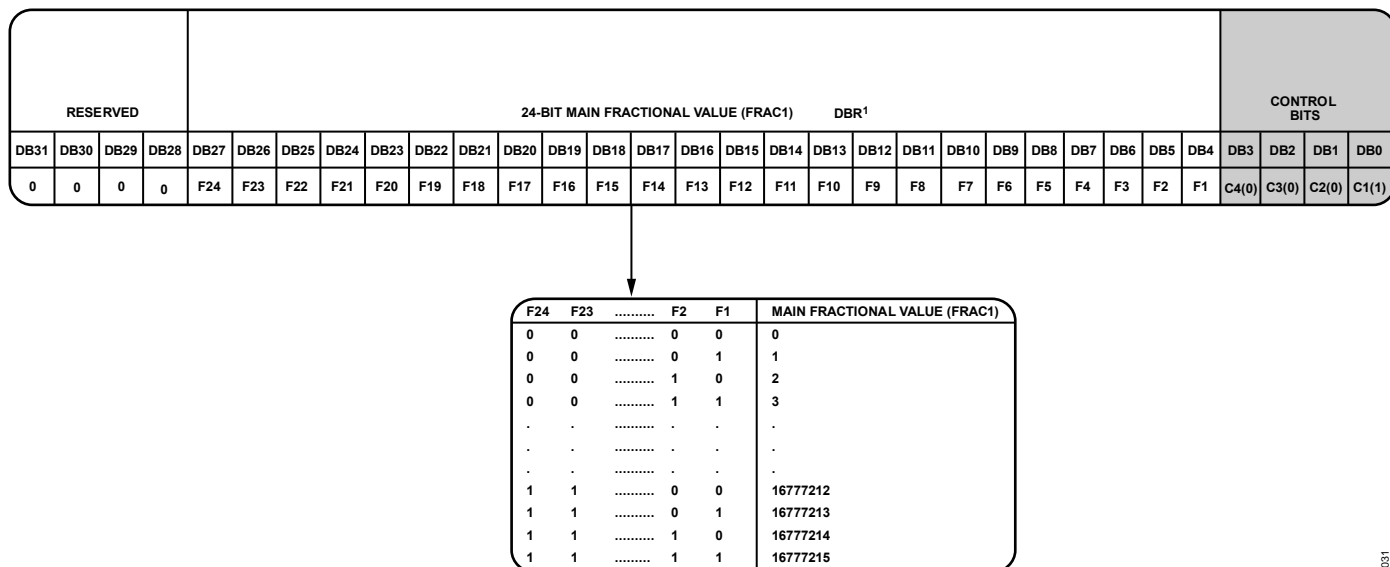 RESERVED 24-BIT MAIN FRACTIONAL VALUE (FRAC1) DBR1 CONTROL
BITS
DB31 DB30 DB29 DB28 DB27 DB26 DB25 DB24 DB23 DB22 DB21 DB20 DB19 DB18 DB17 DB16 DB15 DB14 DB13 DB12 DB11 DB10 DB9 DB8 DB7 DB6 DB5 DB4 DB3 DB2 DB1 DB0
0 0 0 0 F24 F23 F22 F21 F20 F19 F18 F17 F16 F15 F14 F13 F12 F11 F10 F9 F8 F7 F6 F5 F4 F3 F2 F1 C4(0) C3(0) C2(0) C1(1)
F24 F23 .......... F2 F1 MAIN FRACTIONAL VALUE (FRAC1)
0 0 .......... 0 0 0
0 0 .......... 0 1 1
0 0 .......... 1 0 2
0 0 .......... 1 1 3
. . .......... . . .
. . .......... . . .
. . .......... . . .
1 1 .......... 0 0 16777212
1 1 .......... 0 1 16777213
1 1 .......... 1 0 16777214
1 1 ......... 1 1 16777215
031